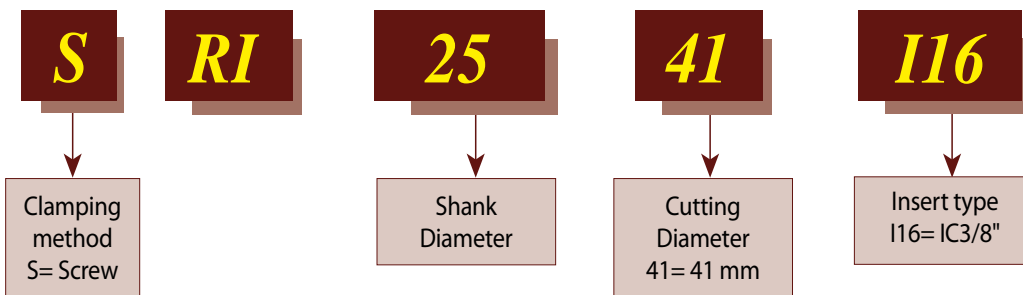 S RI 25 41 I16
Clamping
method
S= Screw
Shank
Diameter
Cutting
Diameter
41= 41 mm
Insert type
I16= IC3/8"